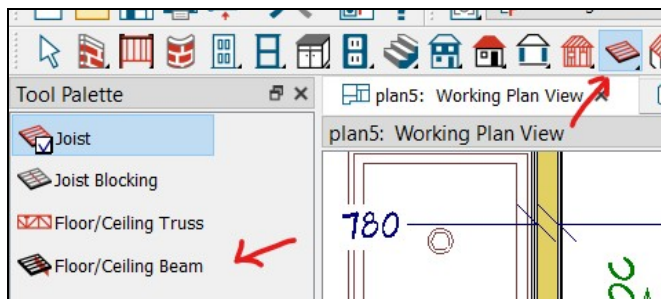 Tool Palette
plan5: Working Plan View
Joist
plan5: Working Plan View
Joist Blocking
Floor/Ceiling Truss
780
Floor/Ceiling Beam